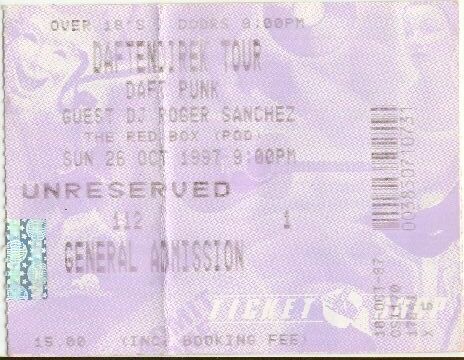 OVER 18'S DOORS 9:00PM
DAFTENDIREK TOUR
DAFT PUNK
GUEST DJ ROGER SANCHEZ
THE RED BOX (POD)
SUN 26 OCT 1997 9:00PM
UNRESERVED
112 1
GENERAL ADMISSION
TICKET
15.00 (INC. BOOKING FEE)